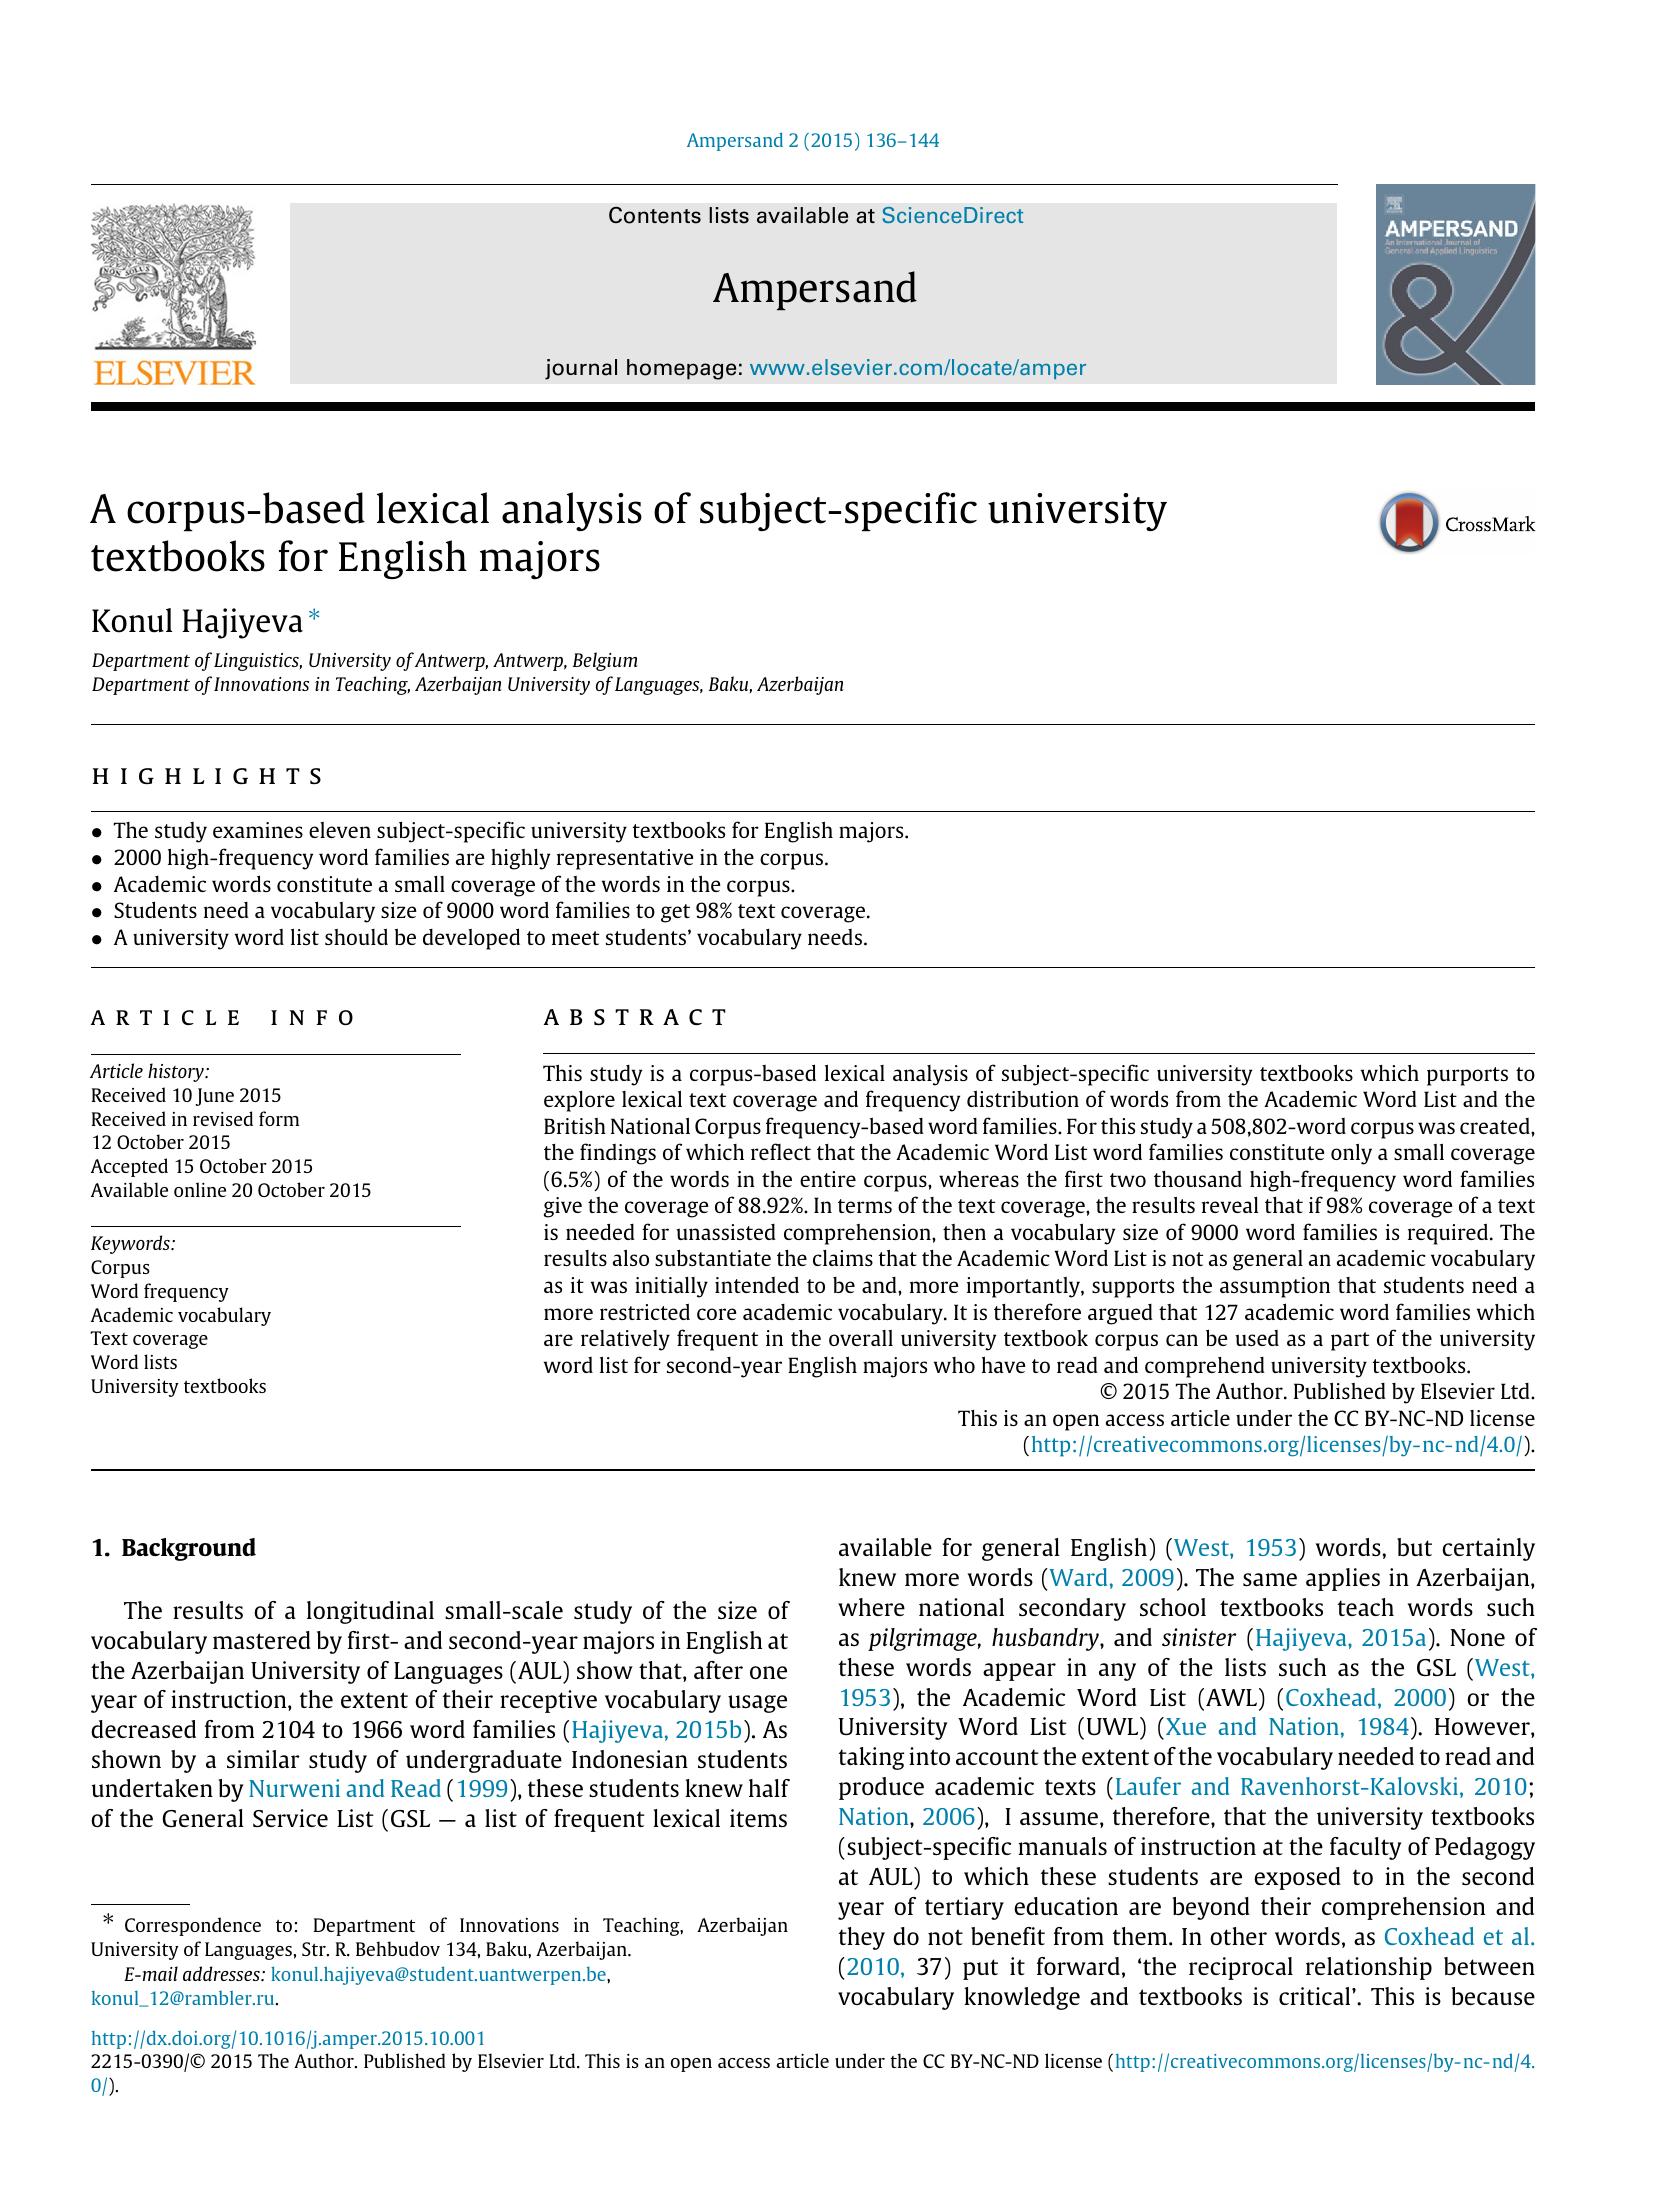 Ampersand 2 (2015) 136–144
Contents lists available at ScienceDirect
Ampersand
journal homepage: www.elsevier.com/locate/amper
NON SOLUS
ELSEVIER
AMPERSAND
An International Journal of
General and Applied Linguistics
&
A corpus-based lexical analysis of subject-specific university
textbooks for English majors
CrossMark
Konul Hajiyeva *
Department of Linguistics, University of Antwerp, Antwerp, Belgium
Department of Innovations in Teaching, Azerbaijan University of Languages, Baku, Azerbaijan
HIGHLIGHTS
• The study examines eleven subject-specific university textbooks for English majors.
• 2000 high-frequency word families are highly representative in the corpus.
• Academic words constitute a small coverage of the words in the corpus.
• Students need a vocabulary size of 9000 word families to get 98% text coverage.
• A university word list should be developed to meet students’ vocabulary needs.
ARTICLE INFO
Article history:
Received 10 June 2015
Received in revised form
12 October 2015
Accepted 15 October 2015
Available online 20 October 2015
Keywords:
Corpus
Word frequency
Academic vocabulary
Text coverage
Word lists
University textbooks
ABSTRACT
This study is a corpus-based lexical analysis of subject-specific university textbooks which purports to
explore lexical text coverage and frequency distribution of words from the Academic Word List and the
British National Corpus frequency-based word families. For this study a 508,802-word corpus was created,
the findings of which reflect that the Academic Word List word families constitute only a small coverage
(6.5%) of the words in the entire corpus, whereas the first two thousand high-frequency word families
give the coverage of 88.92%. In terms of the text coverage, the results reveal that if 98% coverage of a text
is needed for unassisted comprehension, then a vocabulary size of 9000 word families is required. The
results also substantiate the claims that the Academic Word List is not as general an academic vocabulary
as it was initially intended to be and, more importantly, supports the assumption that students need a
more restricted core academic vocabulary. It is therefore argued that 127 academic word families which
are relatively frequent in the overall university textbook corpus can be used as a part of the university
word list for second-year English majors who have to read and comprehend university textbooks.
© 2015 The Author. Published by Elsevier Ltd.
This is an open access article under the CC BY-NC-ND license
(http://creativecommons.org/licenses/by-nc-nd/4.0/).
1. Background
The results of a longitudinal small-scale study of the size of
vocabulary mastered by first- and second-year majors in English at
the Azerbaijan University of Languages (AUL) show that, after one
year of instruction, the extent of their receptive vocabulary usage
decreased from 2104 to 1966 word families (Hajiyeva, 2015b). As
shown by a similar study of undergraduate Indonesian students
undertaken by Nurweni and Read (1999), these students knew half
of the General Service List (GSL — a list of frequent lexical items
available for general English) (West, 1953) words, but certainly
knew more words (Ward, 2009). The same applies in Azerbaijan,
where national secondary school textbooks teach words such
as pilgrimage, husbandry, and sinister (Hajiyeva, 2015a). None of
these words appear in any of the lists such as the GSL (West,
1953), the Academic Word List (AWL) (Coxhead, 2000) or the
University Word List (UWL) (Xue and Nation, 1984). However,
taking into account the extent of the vocabulary needed to read and
produce academic texts (Laufer and Ravenhorst-Kalovski, 2010;
Nation, 2006), I assume, therefore, that the university textbooks
(subject-specific manuals of instruction at the faculty of Pedagogy
at AUL) to which these students are exposed to in the second
year of tertiary education are beyond their comprehension and
they do not benefit from them. In other words, as Coxhead et al.
(2010, 37) put it forward, ‘the reciprocal relationship between
vocabulary knowledge and textbooks is critical’. This is because
* Correspondence to: Department of Innovations in Teaching, Azerbaijan
University of Languages, Str. R. Behbudov 134, Baku, Azerbaijan.
E-mail addresses: konul.hajiyeva@student.uantwerpen.be,
konul_12@rambler.ru.
http://dx.doi.org/10.1016/j.amper.2015.10.001
2215-0390/© 2015 The Author. Published by Elsevier Ltd. This is an open access article under the CC BY-NC-ND license (http://creativecommons.org/licenses/by-nc-nd/4.
0/).